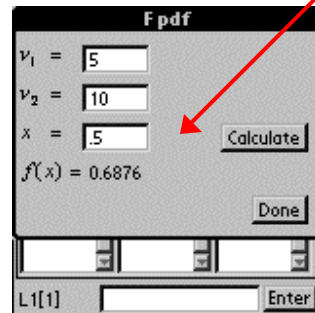 F pdf
ν₁ = 5
ν₂ = 10
x = .5 Calculate
f(x) = 0.6876
Done
L1[1] Enter